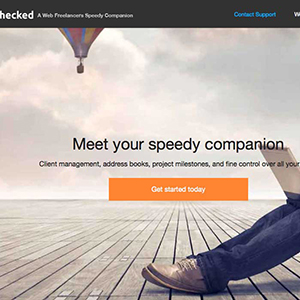 hecked A Web Freelancer's Speedy Companion Contact Support
Meet your speedy companion
Client management, address books, project milestones, and fine control over all
Get started today